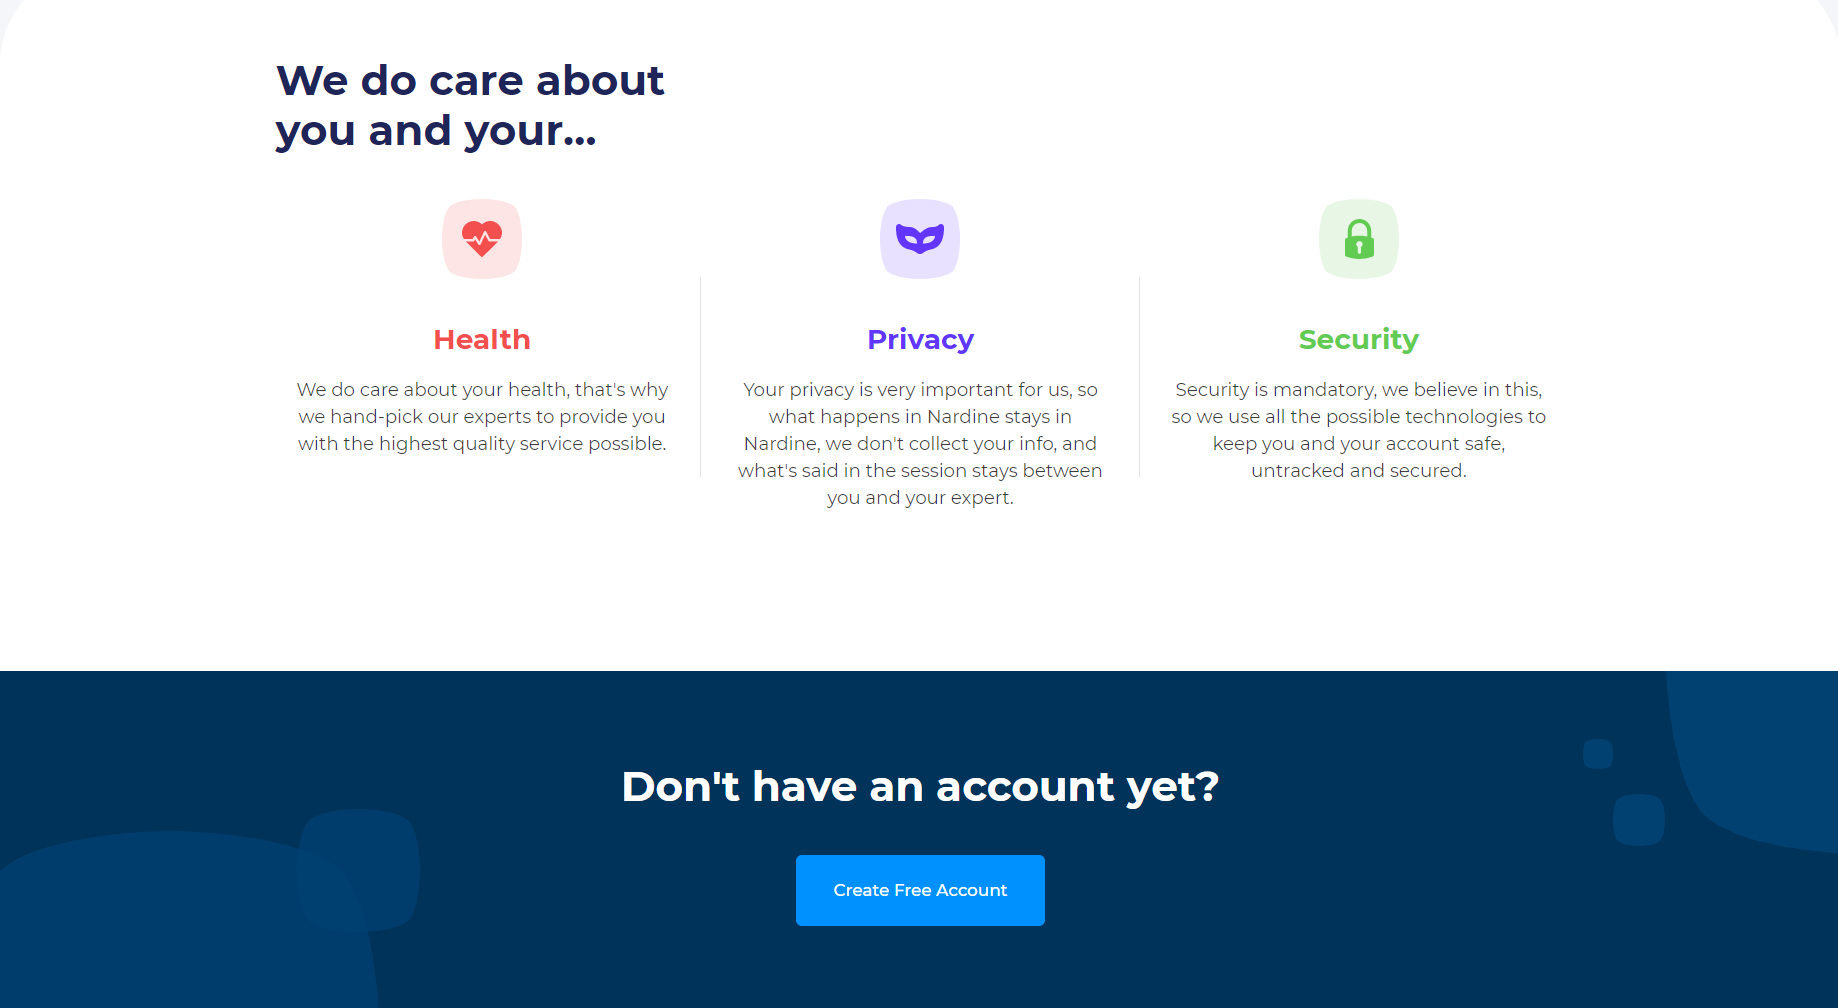 We do care about
you and your...
Health
We do care about your health, that's why
we hand-pick our experts to provide you
with the highest quality service possible.
Privacy
Your privacy is very important for us, so
what happens in Nardine stays in
Nardine, we don't collect your info, and
what's said in the session stays between
you and your expert.
Security
Security is mandatory, we believe in this,
so we use all the possible technologies to
keep you and your account safe,
untracked and secured.
Don't have an account yet?
Create Free Account